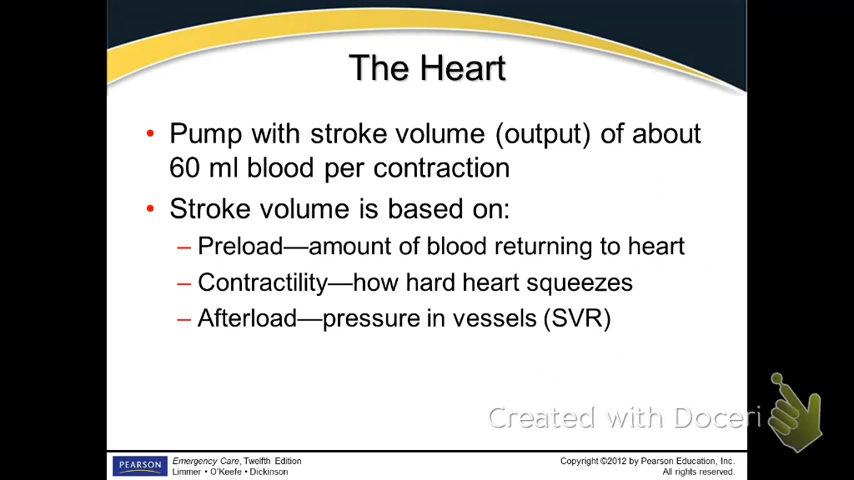 The Heart
• Pump with stroke volume (output) of about
60 ml blood per contraction
• Stroke volume is based on:
– Preload—amount of blood returning to heart
– Contractility—how hard heart squeezes
– Afterload—pressure in vessels (SVR)
Created with Doceri
PEARSON
Emergency Care, Twelfth Edition
Limmer • O'Keefe • Dickinson
Copyright ©2012 by Pearson Education, Inc.
All rights reserved.